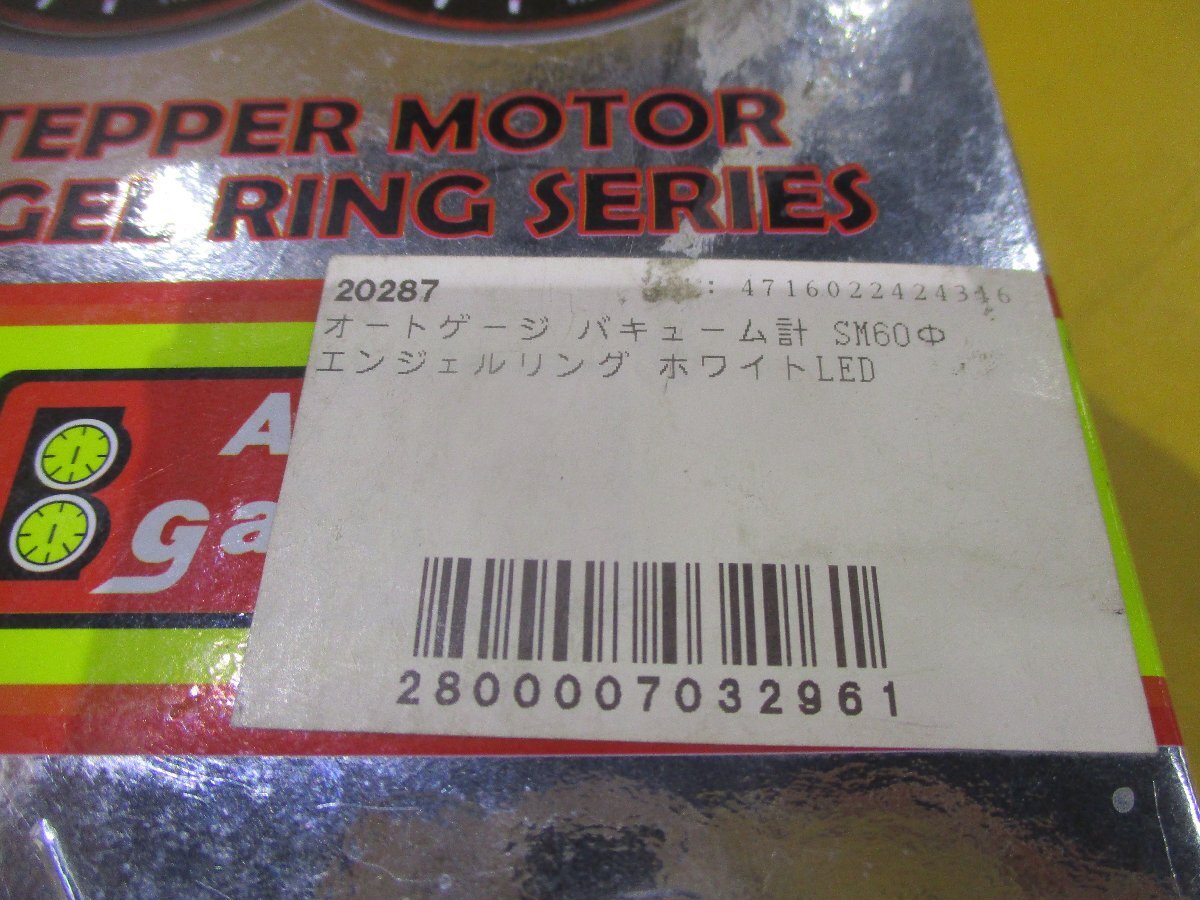 TEPPER MOTOR
GEL RING SERIES
20287 : 4716022424346
オートゲージ バキューム計 SM60Φ
エンジェルリング ホワイトLED
A
ga
2800007032961